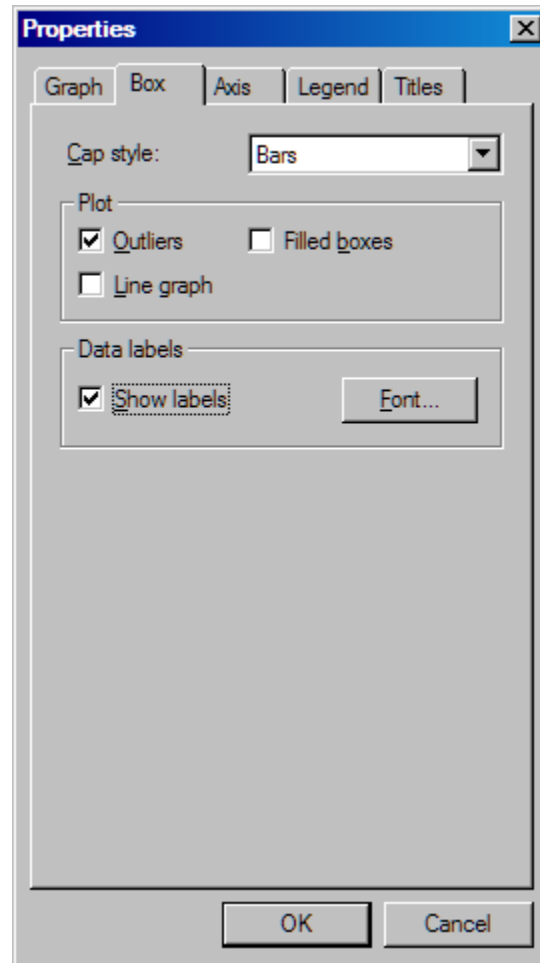 Properties
Graph Box Axis Legend Titles
Cap style: Bars
Plot
Outliers Filled boxes
Line graph
Data labels
Show labels Font...
OK Cancel